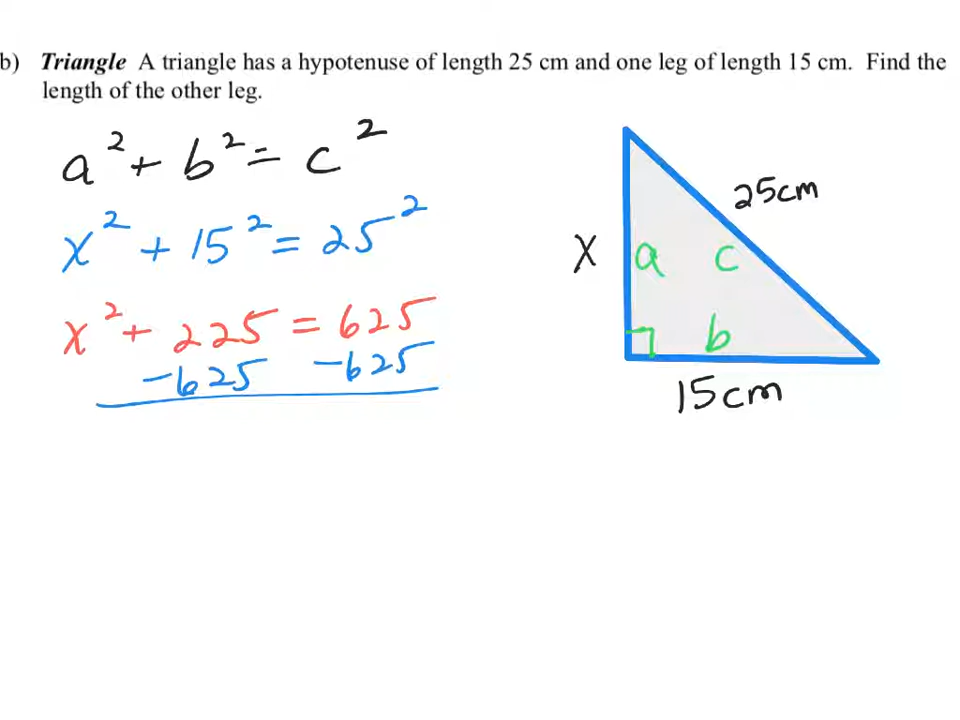 b) Triangle A triangle has a hypotenuse of length 25 cm and one leg of length 15 cm. Find the
length of the other leg.
a² + b² = c²
x² + 15² = 25²
x² + 225 = 625
-625 -625
25cm
x
a
c
b
15cm